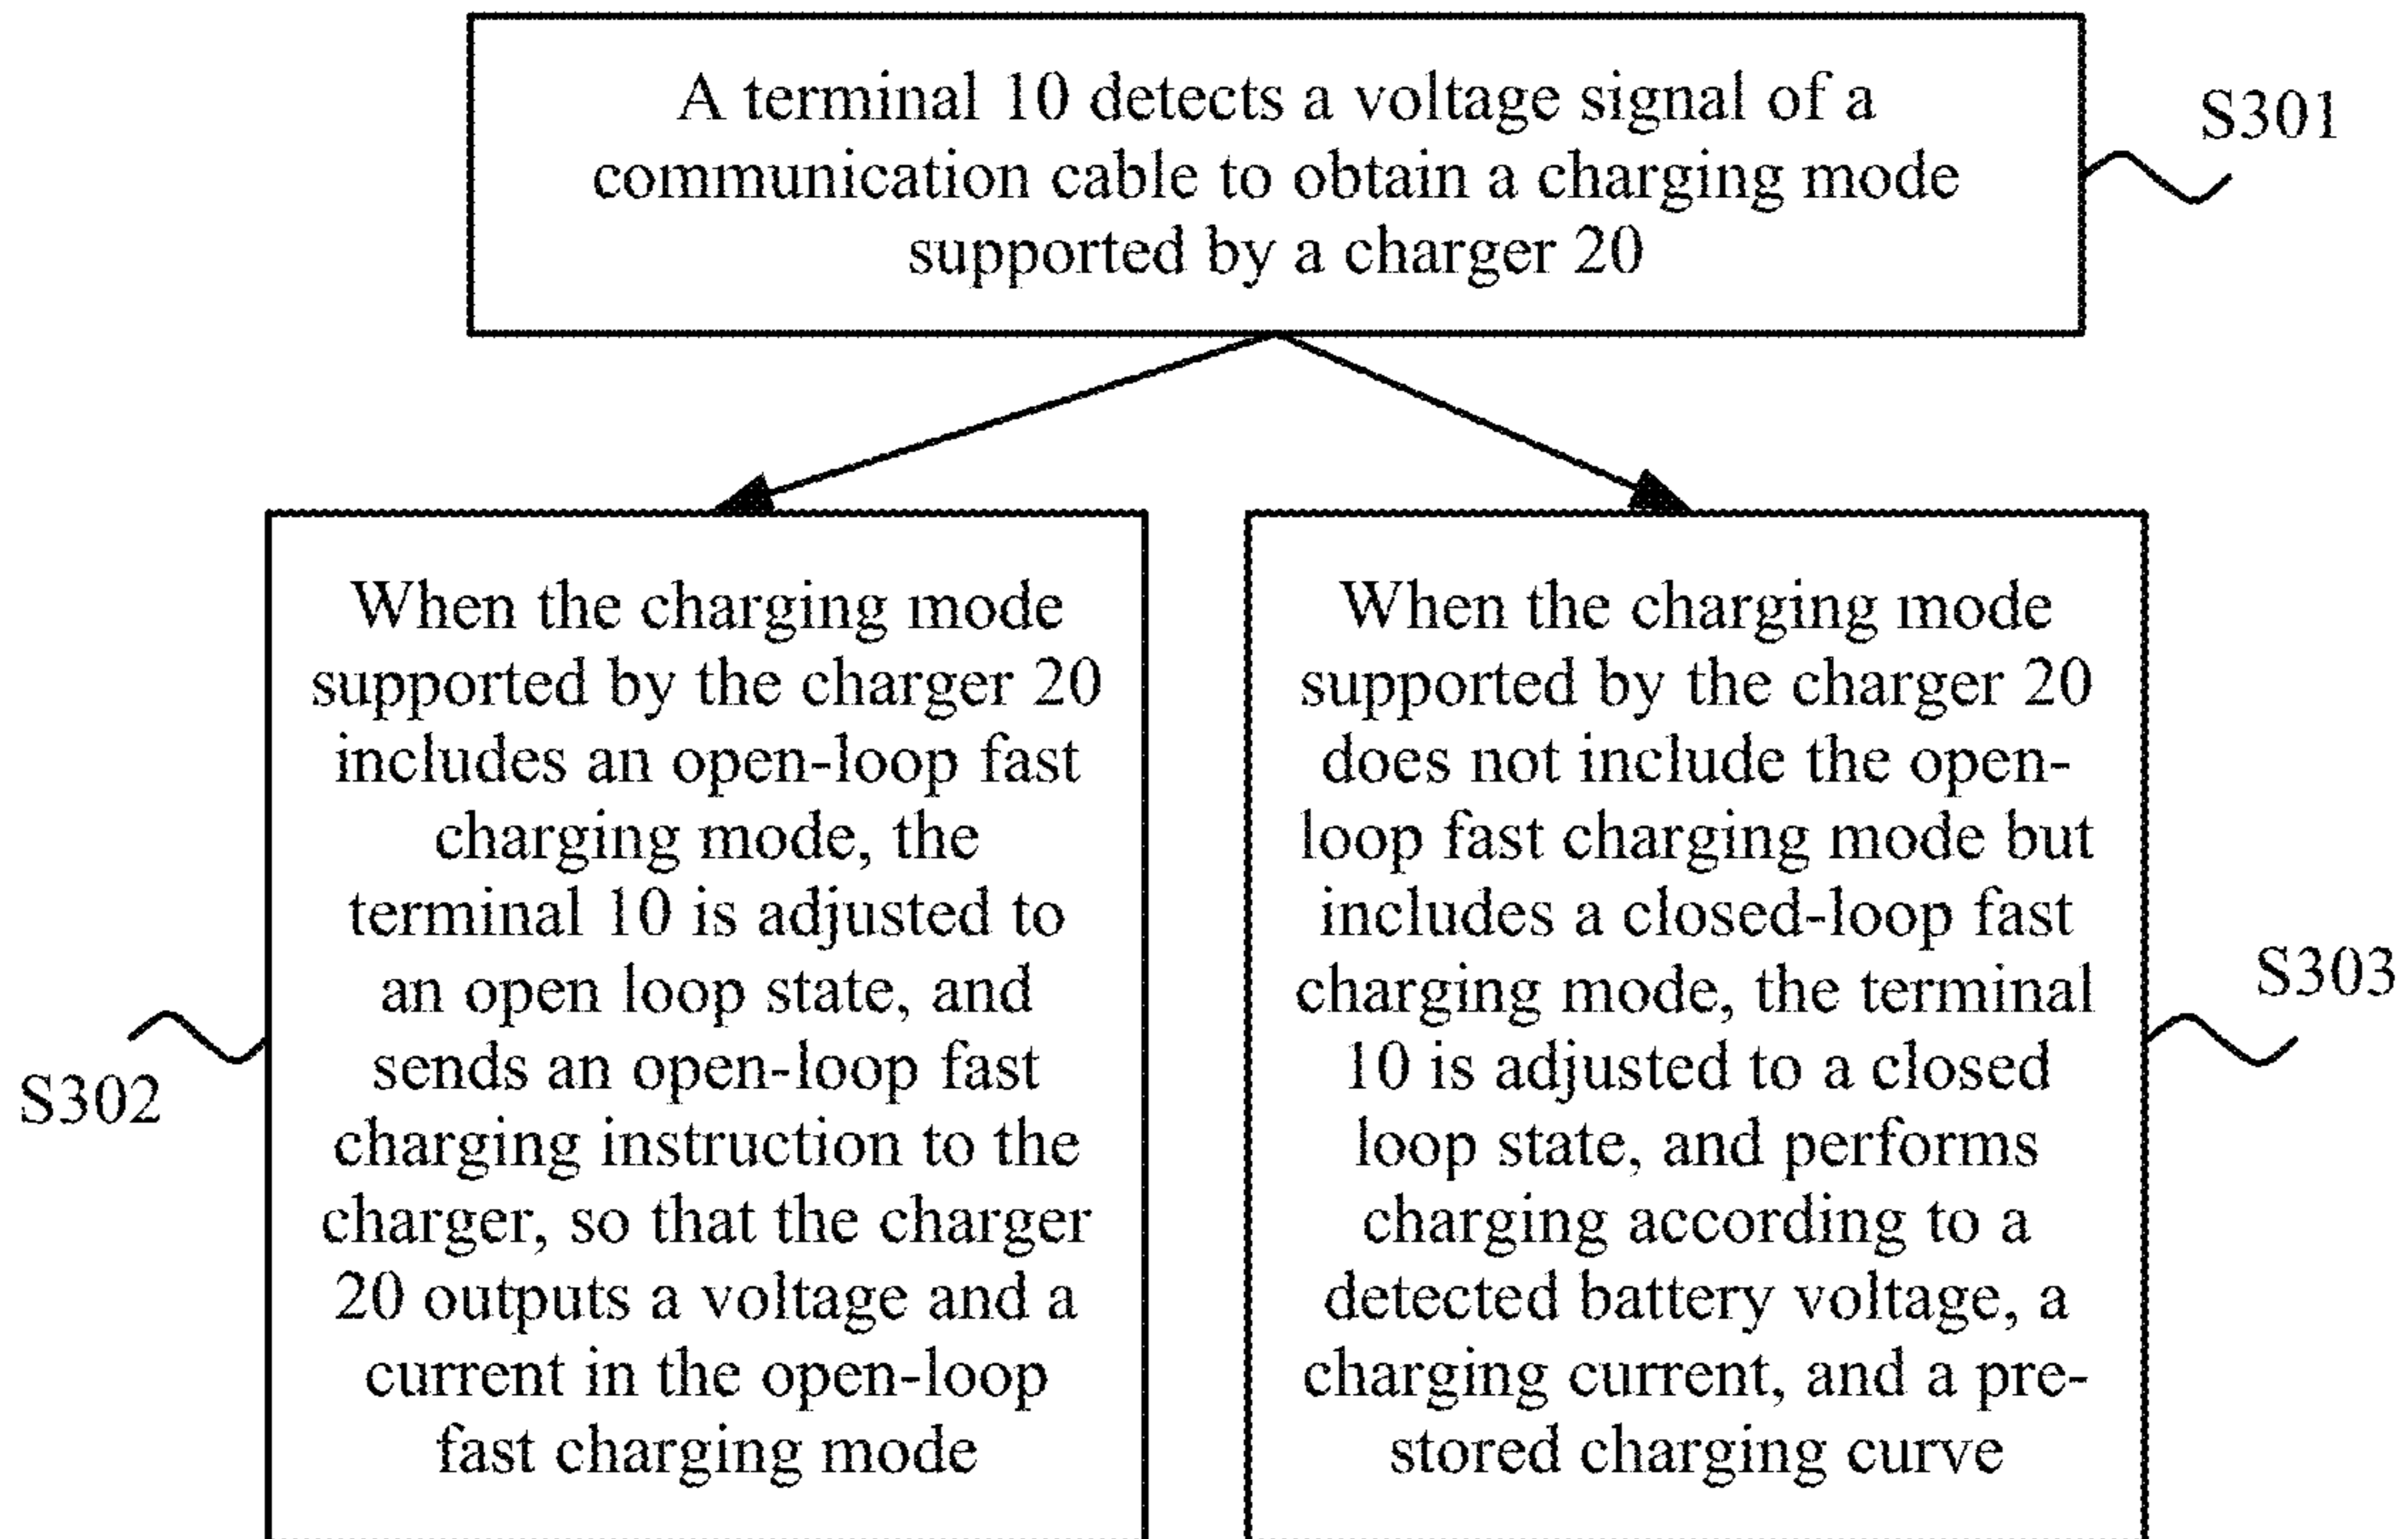 A terminal 10 detects a voltage signal of a
communication cable to obtain a charging mode
supported by a charger 20
S301
When the charging mode
supported by the charger 20
includes an open-loop fast
charging mode, the
terminal 10 is adjusted to
an open loop state, and
sends an open-loop fast
charging instruction to the
charger, so that the charger
20 outputs a voltage and a
current in the open-loop
fast charging mode
S302
When the charging mode
supported by the charger 20
does not include the open-
loop fast charging mode but
includes a closed-loop fast
charging mode, the terminal
10 is adjusted to a closed
loop state, and performs
charging according to a
detected battery voltage, a
charging current, and a pre-
stored charging curve
S303